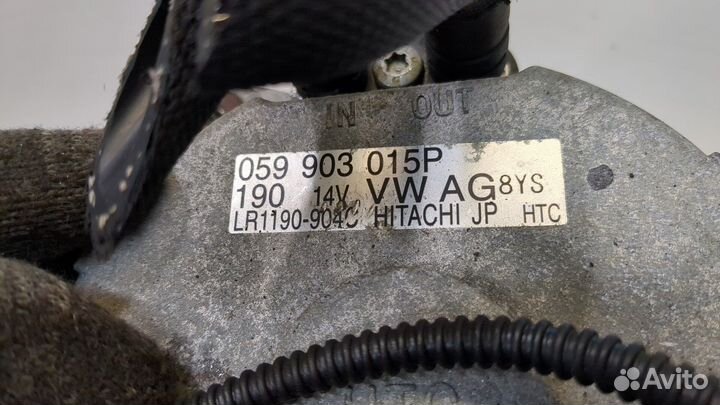 IN OUT
059 903 015P
190 14V VW AG 8YS
LR1190-904C HITACHI JP HTC
Avito